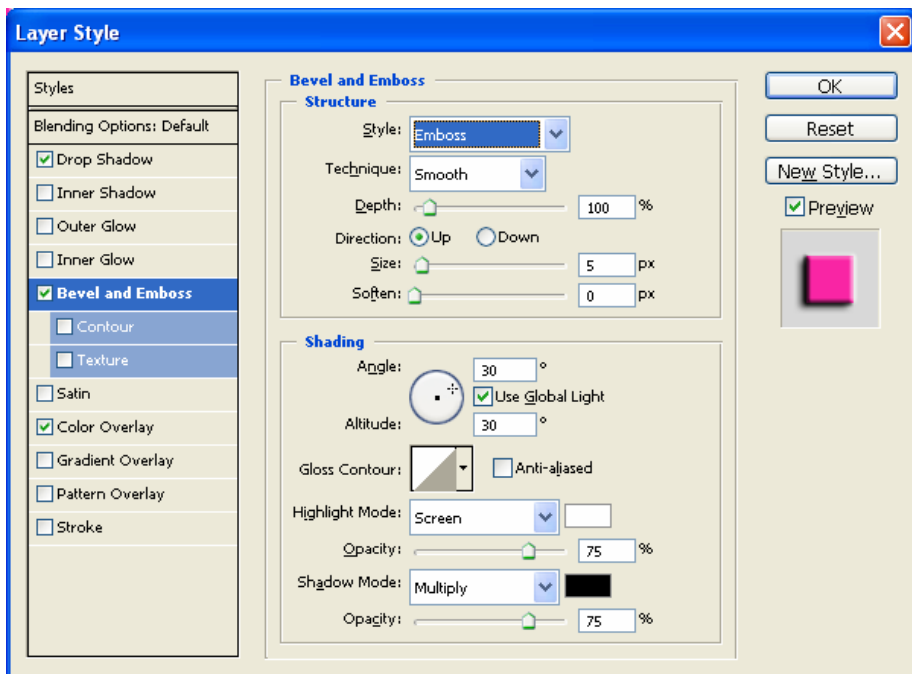 Layer Style
Styles
Blending Options: Default
Drop Shadow
Inner Shadow
Outer Glow
Inner Glow
Bevel and Emboss
Contour
Texture
Satin
Color Overlay
Gradient Overlay
Pattern Overlay
Stroke
Bevel and Emboss
Structure
Style: Emboss
Technique: Smooth
Depth: 100 %
Direction: Up Down
Size: 5 px
Soften: 0 px
Shading
Angle: 30 °
Use Global Light
Altitude: 30 °
Gloss Contour: Anti-aliased
Highlight Mode: Screen
Opacity: 75 %
Shadow Mode: Multiply
Opacity: 75 %
OK
Reset
New Style...
Preview